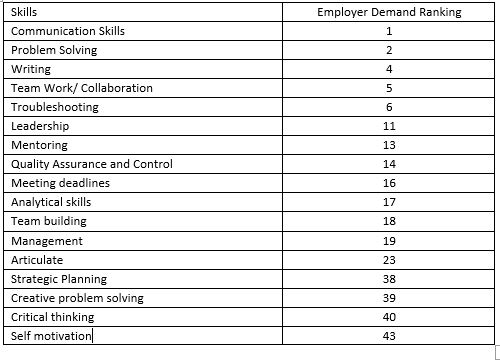 Skills Employer Demand Ranking
Communication Skills 1
Problem Solving 2
Writing 4
Team Work/ Collaboration 5
Troubleshooting 6
Leadership 11
Mentoring 13
Quality Assurance and Control 14
Meeting deadlines 16
Analytical skills 17
Team building 18
Management 19
Articulate 23
Strategic Planning 38
Creative problem solving 39
Critical thinking 40
Self motivation 43